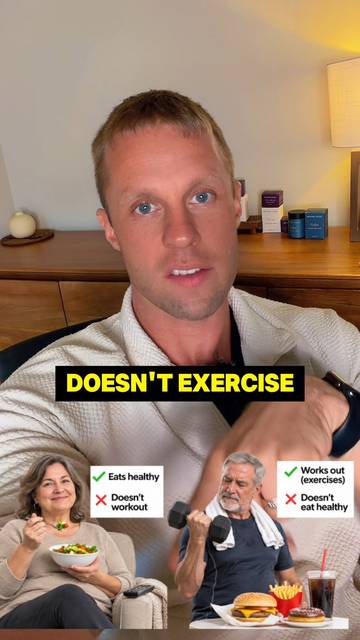 DOESN'T EXERCISE
Eats healthy
Doesn't
workout
Works out
(exercises)
Doesn't
eat healthy